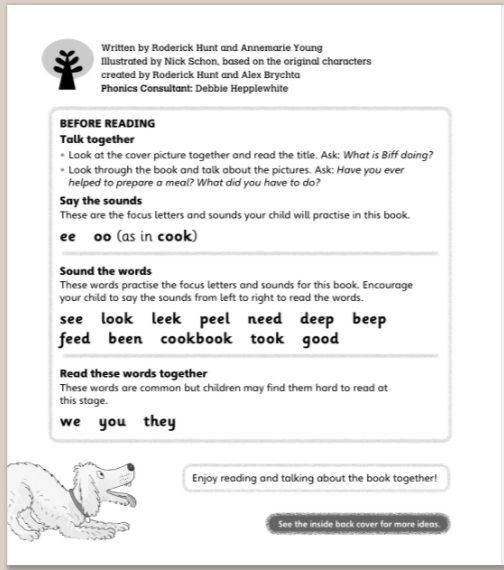 Written by Roderick Hunt and Annemarie Young
Illustrated by Nick Schon, based on the original characters
created by Roderick Hunt and Alex Brychta
Phonics Consultant: Debbie Hepplewhite
BEFORE READING
Talk together
• Look at the cover picture together and read the title. Ask: What is Biff doing?
• Look through the book and talk about the pictures. Ask: Have you ever
helped to prepare a meal? What did you have to do?
Say the sounds
These are the focus letters and sounds your child will practise in this book.
ee oo (as in cook)
Sound the words
These words practise the focus letters and sounds for this book. Encourage
your child to say the sounds from left to right to read the words.
see look leek peel need deep beep
feed been cookbook took good
Read these words together
These words are common but children may find them hard to read at
this stage.
we you they
Enjoy reading and talking about the book together!
See the inside back cover for more ideas.